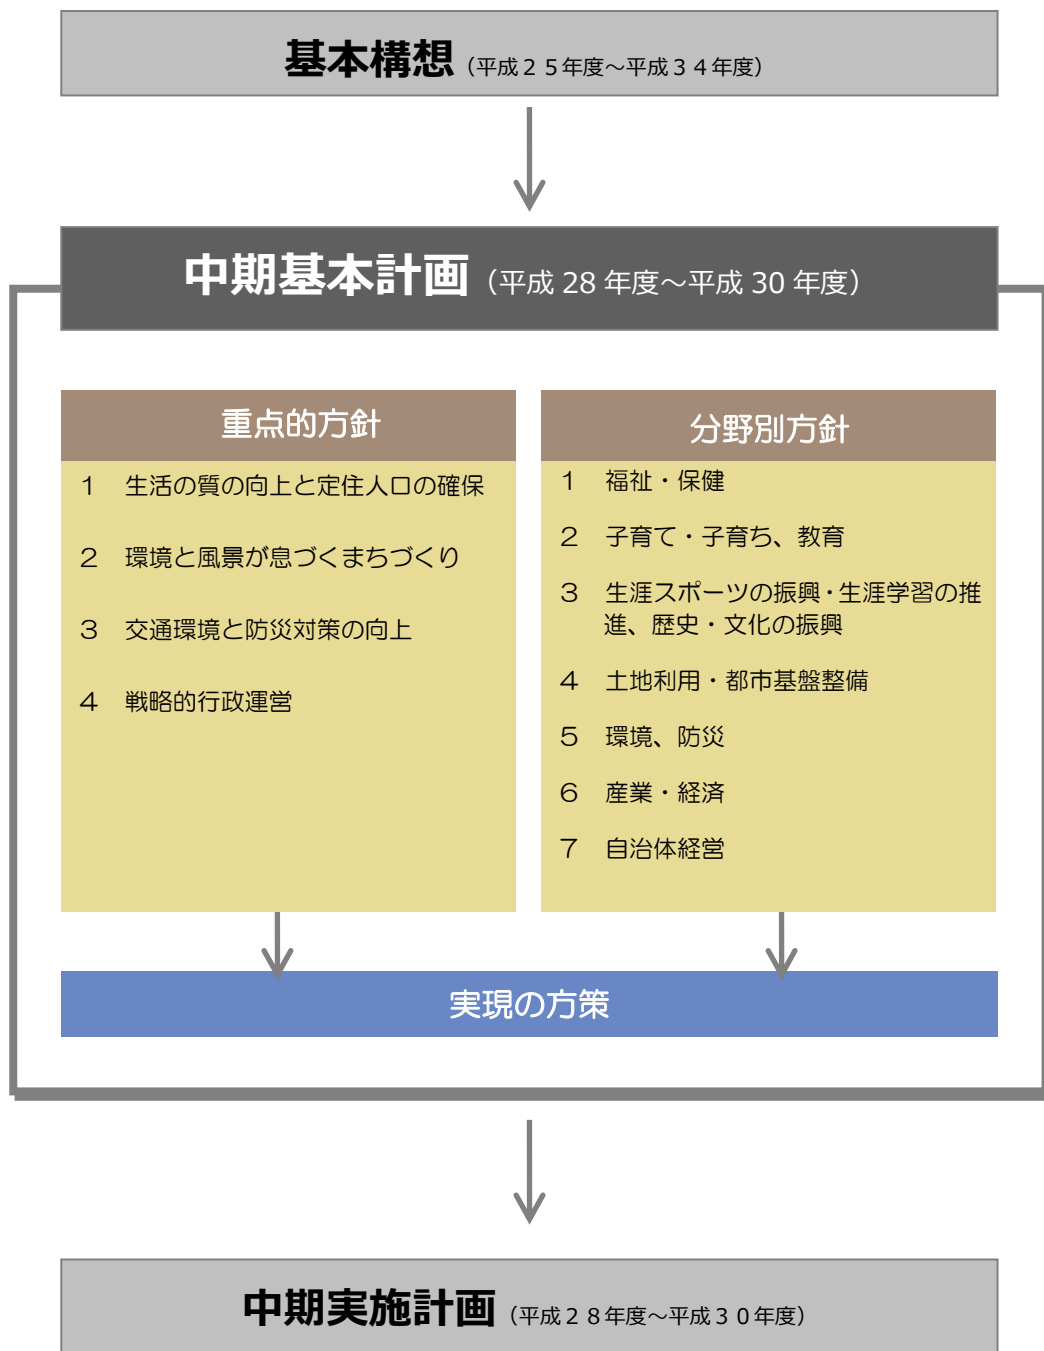 基本構想（平成２５年度～平成３４年度）
中期基本計画（平成 28 年度～平成 30 年度）
重点的方針
１　生活の質の向上と定住人口の確保
２　環境と風景が息づくまちづくり
３　交通環境と防災対策の向上
４　戦略的行政運営
分野別方針
１　福祉・保健
２　子育て・子育ち、教育
３　生涯スポーツの振興・生涯学習の推
進、歴史・文化の振興
４　土地利用・都市基盤整備
５　環境、防災
６　産業・経済
７　自治体経営
実現の方策
中期実施計画（平成２８年度～平成３０年度）